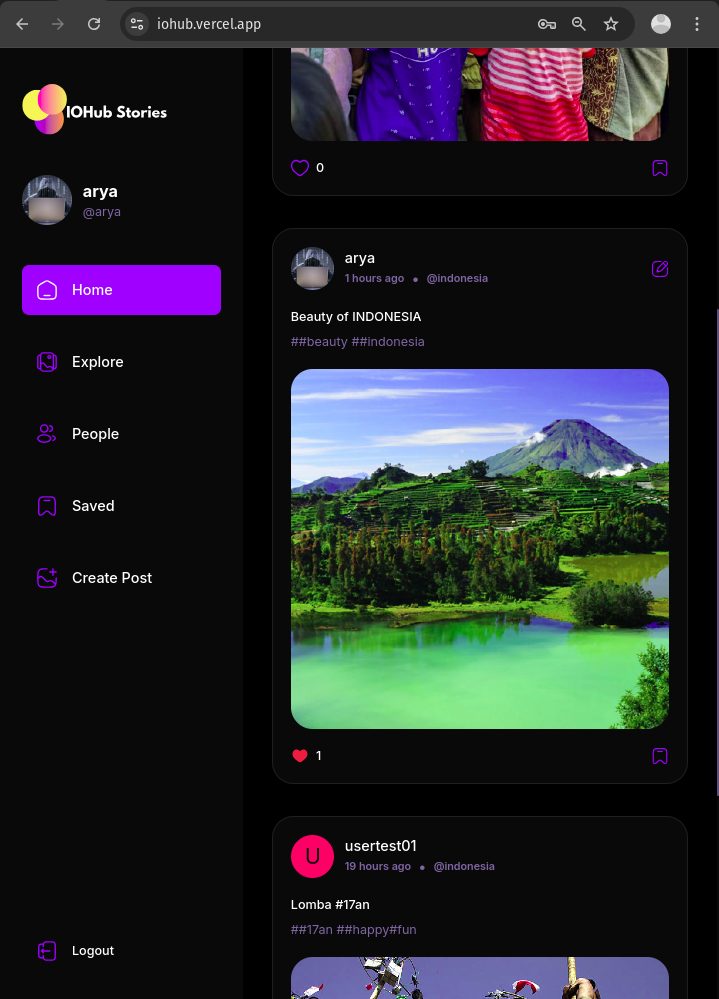 iohub.vercel.app
IOHub Stories
arya
@arya
Home
Explore
People
Saved
Create Post
Logout
0
arya
1 hours ago • @indonesia
Beauty of INDONESIA
##beauty ##indonesia
1
U
usertest01
19 hours ago • @indonesia
Lomba #17an
##17an ##happy#fun